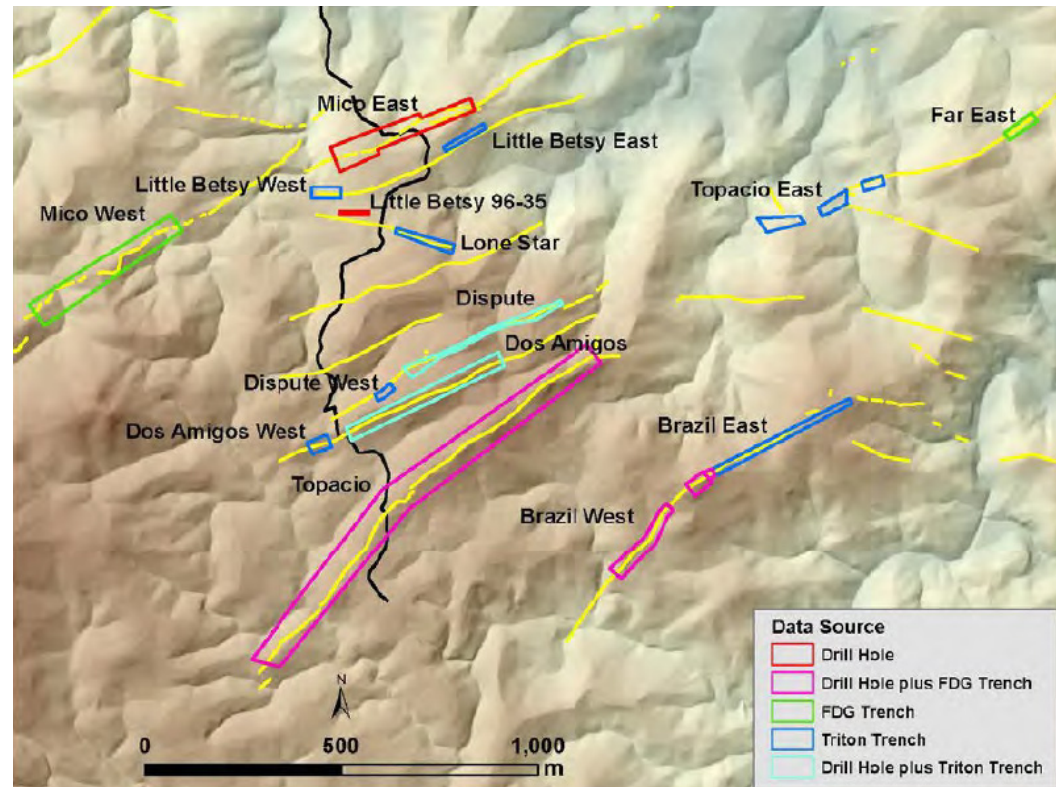 Mico East
Far East
Little Betsy East
Little Betsy West
Topacio East
Little Betsy 96-35
Mico West
Lone Star
Dispute
Dos Amigos
Dispute West
Dos Amigos West
Brazil East
Topacio
Brazil West
Data Source
Drill Hole
Drill Hole plus FDG Trench
FDG Trench
Triton Trench
Drill Hole plus Triton Trench
N
0 500 1,000
m